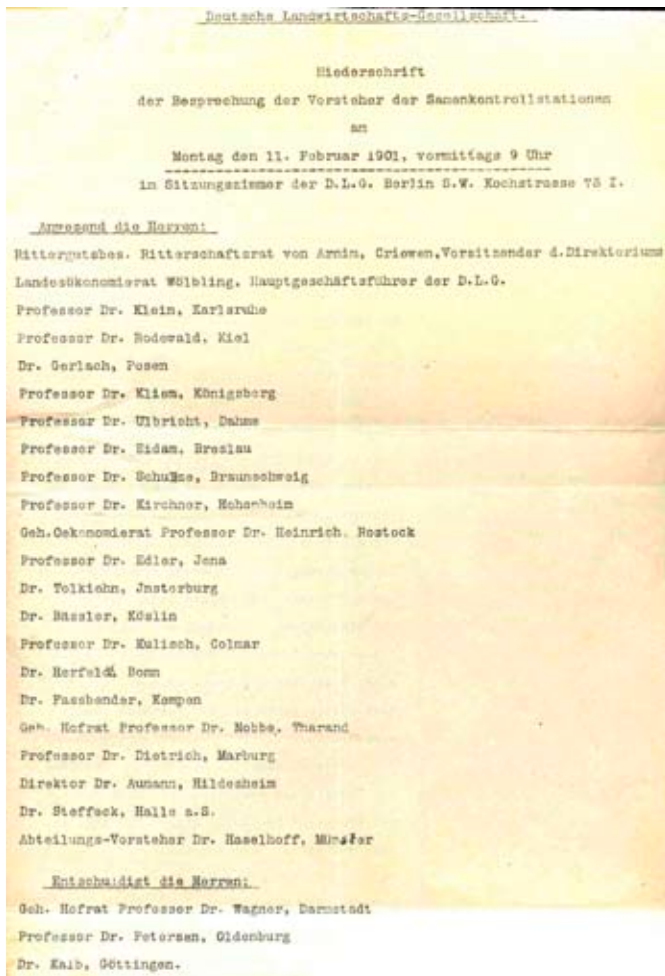 Deutsche Landwirtschafts-Gesellschaft.
Niederschrift
der Besprechung der Vorsteher der Samenkontrollstationen
am
Montag den 11. Februar 1901, vormittags 9 Uhr
im Sitzungszimmer der D.L.G. Berlin S.W. Kochstrasse 73 I.
Anwesend die Herren:
Rittergutsbes. Ritterschaftsrat von Arnim, Criewen,Vorsitzender d.Direktoriums
Landesökonomierat Wölbling, Hauptgeschäftsführer der D.L.G.
Professor Dr. Klein, Karlsruhe
Professor Dr. Rodewald, Kiel
Dr. Gerlach, Posen
Professor Dr. Kliem, Königsberg
Professor Dr. Ulbricht, Dahme
Professor Dr. Eidam, Breslau
Professor Dr. Schultze, Braunschweig
Professor Dr. Kirchner, Hohenheim
Geh.Oekonomierat Professor Dr. Heinrich, Rostock
Professor Dr. Edler, Jena
Dr. Tolkiehn, Jnsterburg
Dr. Bässler, Köslin
Professor Dr. Kulisch, Colmar
Dr. Herfeldt, Bonn
Dr. Fassbender, Kempen
Geh. Hofrat Professor Dr. Nobbe, Tharand
Professor Dr. Dietrich, Marburg
Direktor Dr. Aumann, Hildesheim
Dr. Steffeck, Halle a.S.
Abteilungs-Vorsteher Dr. Haselhoff, Münster
Entschuldigt die Herren:
Geh. Hofrat Professor Dr. Wagner, Darmstadt
Professor Dr. Petersen, Oldenburg
Dr. Kalb, Göttingen.